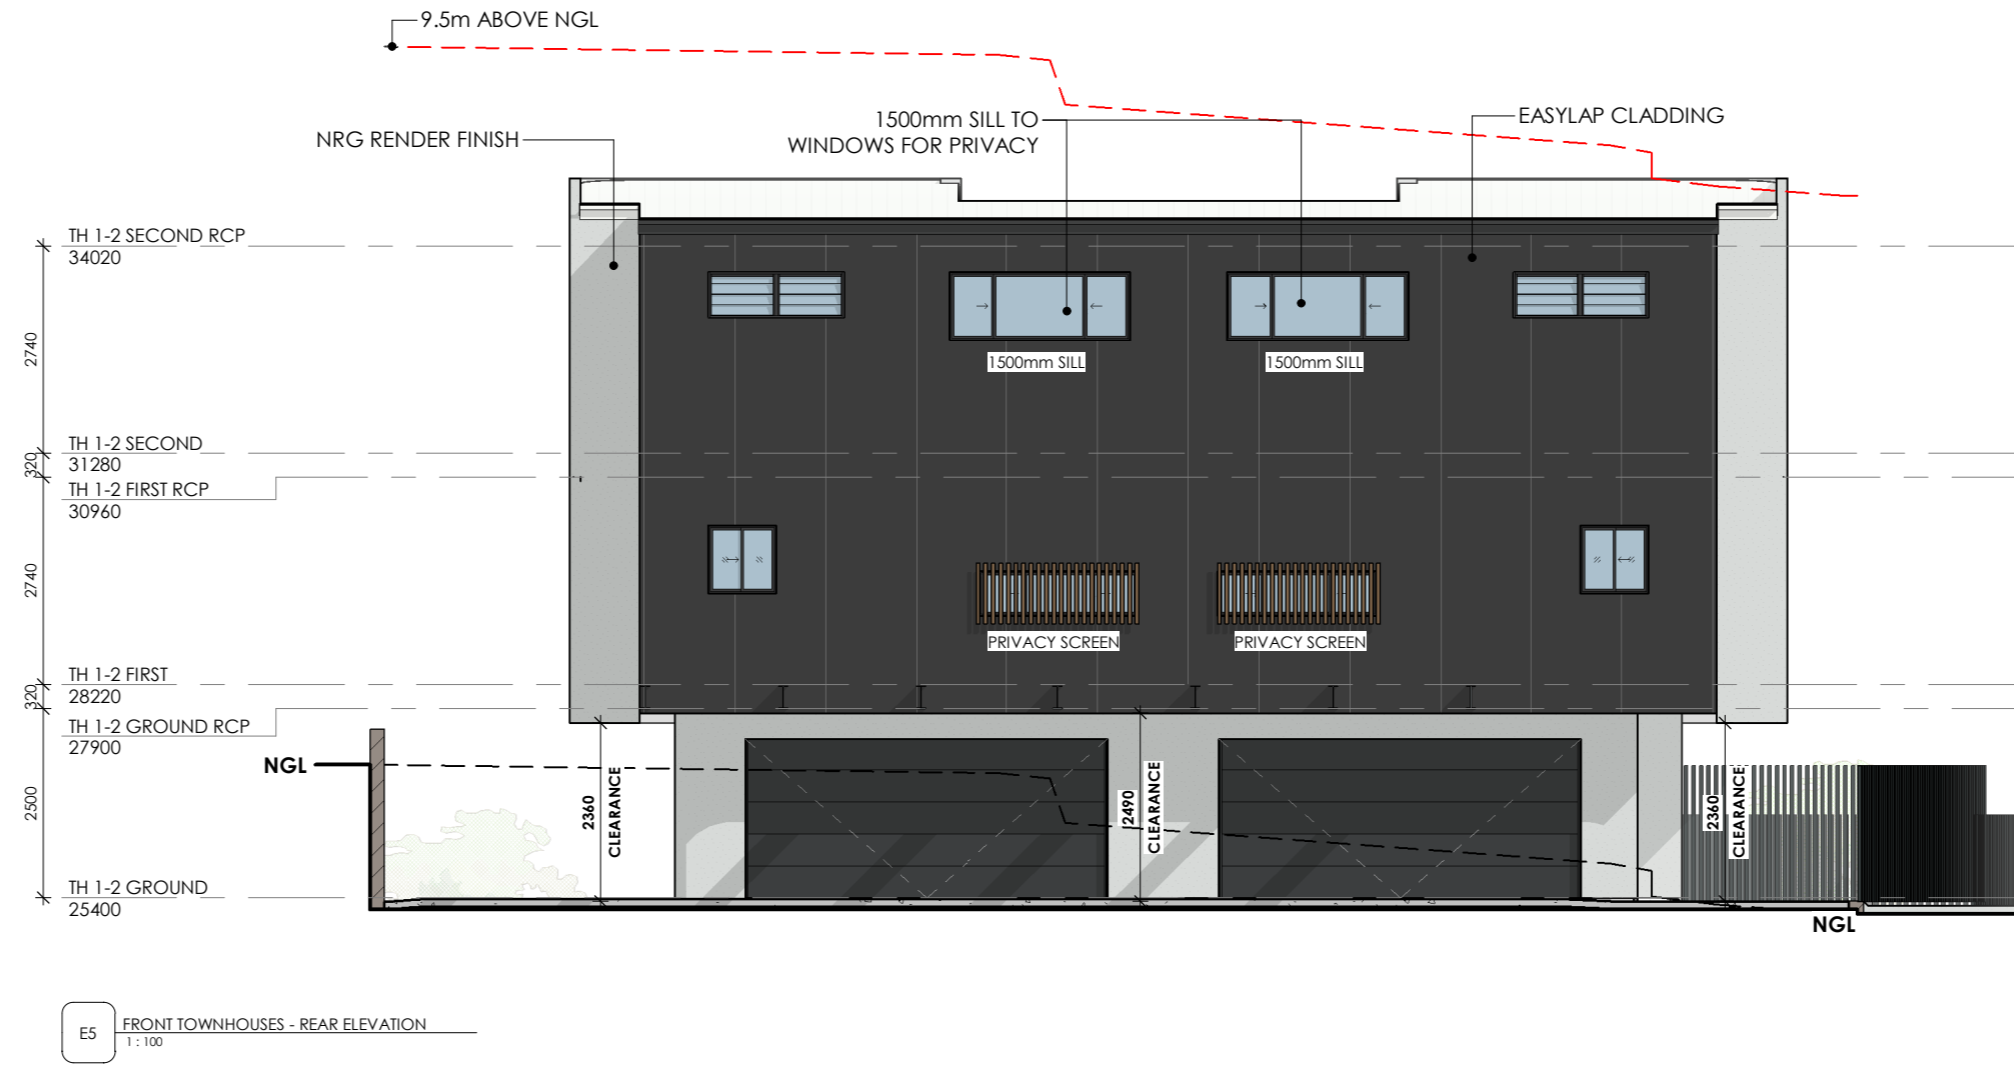 9.5m ABOVE NGL
1500mm SILL TO
WINDOWS FOR PRIVACY
EASYLAP CLADDING
NRG RENDER FINISH
TH 1-2 SECOND RCP
34020
2740
1500mm SILL
1500mm SILL
TH 1-2 SECOND
31280
320
TH 1-2 FIRST RCP
30960
2740
PRIVACY SCREEN
PRIVACY SCREEN
TH 1-2 FIRST
28220
320
TH 1-2 GROUND RCP
27900
NGL
2500
2360
CLEARANCE
2490
CLEARANCE
2360
CLEARANCE
TH 1-2 GROUND
25400
NGL
E5
FRONT TOWNHOUSES - REAR ELEVATION
1 : 100